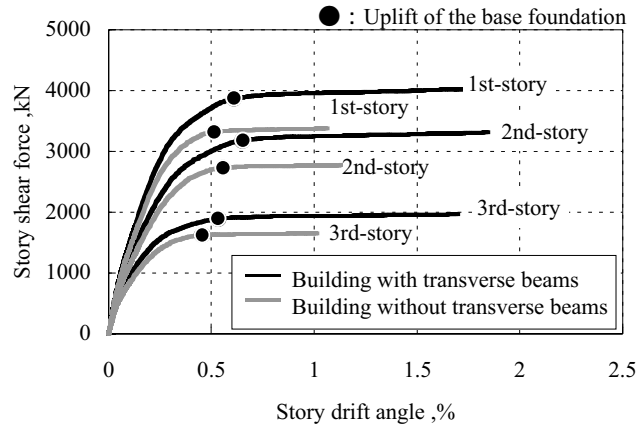 ● : Uplift of the base foundation
5000
4000
3000
2000
1000
0
Story shear force ,kN
1st-story
1st-story
2nd-story
2nd-story
3rd-story
3rd-story
Building with transverse beams
Building without transverse beams
0 0.5 1 1.5 2 2.5
Story drift angle ,%